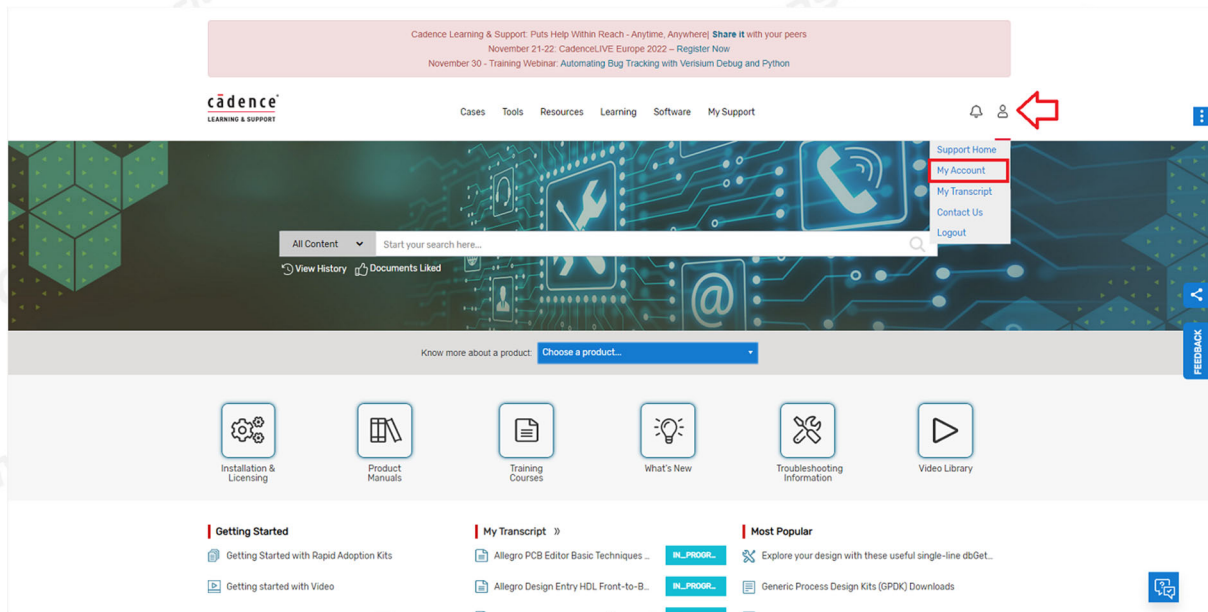 Cadence Learning & Support: Puts Help Within Reach - Anytime, Anywhere| Share it with your peers
November 21-22: CadenceLIVE Europe 2022 – Register Now
November 30 - Training Webinar: Automating Bug Tracking with Verisium Debug and Python
cādence
LEARNING & SUPPORT
Cases Tools Resources Learning Software My Support
Support Home
My Account
My Transcript
Contact Us
Logout
All Content Start your search here...
View History Documents Liked
FEEDBACK
Know more about a product: Choose a product...
Installation &
Licensing
Product
Manuals
Training
Courses
What's New
Troubleshooting
Information
Video Library
Getting Started
Getting Started with Rapid Adoption Kits
Getting started with Video
My Transcript »
Allegro PCB Editor Basic Techniques ... IN_PROGR...
Allegro Design Entry HDL Front-to-B... IN_PROGR...
Most Popular
Explore your design with these useful single-line dbGet...
Generic Process Design Kits (GPDK) Downloads